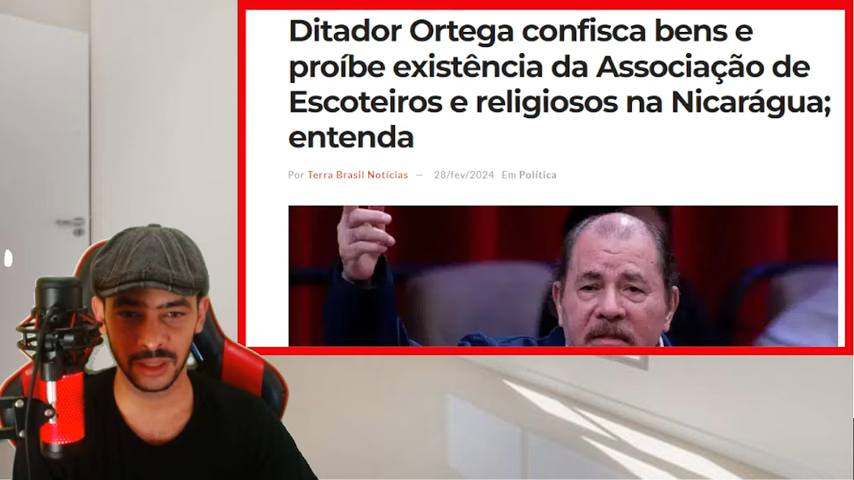 Ditador Ortega confisca bens e
proíbe existência da Associação de
Escoteiros e religiosos na Nicarágua;
entenda
Por Terra Brasil Notícias — 28/fev/2024 Em Política